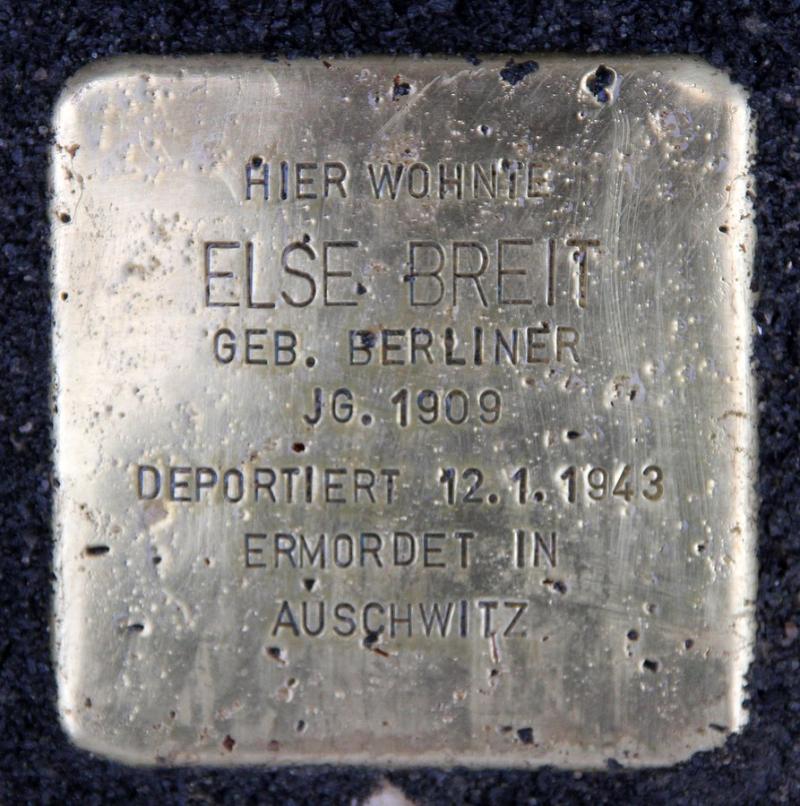 HIER WOHNTE
ELSE BREIT
GEB. BERLINER
JG. 1909
DEPORTIERT 12.1.1943
ERMORDET IN
AUSCHWITZ